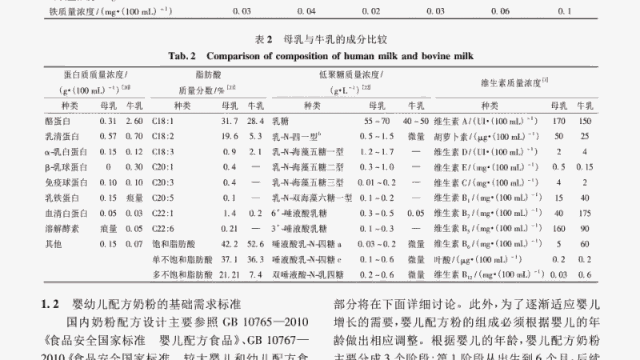 铁质量浓度/(mg·(100 mL)⁻¹) 0.03 0.04 0.02 0.03 0.06 0.1
表2 母乳与牛乳的成分比较
Tab. 2 Comparison of composition of human milk and bovine milk
蛋白质质量浓度/ 脂肪酸 低聚糖质量浓度/ 维生素质量浓度
(g·(100 mL)⁻¹) 质量分数/% (g·L⁻¹)
种类 母乳 牛乳 种类 母乳 牛乳 种类 母乳 牛乳 种类 母乳 牛乳
酪蛋白 0.31 2.60 C18:1 31.7 28.4 乳糖 55~70 40~50 维生素 A/(UI·(100 mL)⁻¹) 170 150
乳清蛋白 0.57 0.70 C18:2 19.6 5.3 乳-N-四一型 0.5~1.5 微量 胡萝卜素/(μg·(100 mL)⁻¹) 50 25
α-乳白蛋白 0.15 0.12 C18:3 0.9 2.1 乳-N-海藻五糖一型 1.2~1.7 — 维生素 D/(UI·(100 mL)⁻¹) 2 4
β-乳球蛋白 0 0.30 C20:1 0.4 — 乳-N-海藻五糖二型 0.3~1.0 — 维生素 E/(mg·(100 mL)⁻¹) 0.5 0.15
免疫球蛋白 0.10 0.10 C20:3 0.4 — 乳-N-海藻五糖三型 0.01~0.2 — 维生素 C/(mg·(100 mL)⁻¹) 4 2
乳铁蛋白 0.15 痕量 C20:5 0.1 — 乳-N-双海藻六糖一型 0.1~0.2 — 维生素 B₁/(mg·(100 mL)⁻¹) 15 40
血清白蛋白 0.05 0.03 C22:1 1.4 0.2 6'-唾液酸乳糖 0.3~0.5 0.05 维生素 B₂/(mg·(100 mL)⁻¹) 40 175
溶解酵素 痕量 0.05 C22:6 0.21 — 3'-唾液酸乳糖 0.1~0.3 — 维生素 B₅/(mg·(100 mL)⁻¹) 160 90
其他 0.15 0.07 饱和脂肪酸 42.2 52.6 唾液酸乳-N-四糖 a 0.03~0.2 微量 维生素 B₆/(mg·(100 mL)⁻¹) 5 60
单不饱和脂肪酸 37.1 36.3 唾液酸乳-N-四糖 c 0.1~0.6 微量 叶酸/(μg·(100 mL)⁻¹) 0.2 0.2
多不饱和脂肪酸 21.21 7.4 双唾液酸-N-乳四糖 0.2~0.6 微量 维生素 B₁₂/(mg·(100 mL)⁻¹) 0.03 0.6
1.2 婴幼儿配方奶粉的基础需求标准
国内奶粉配方设计主要参照 GB 10765—2010
《食品安全国家标准 婴儿配方食品》、GB 10767—
2010《食品安全国家标准 较大婴儿和幼儿配方食
部分将在下面详细讨论。此外,为了逐渐适应婴儿
增长的需要,婴儿配方粉的组成必须根据婴儿的年
龄做出相应调整。根据婴儿的年龄,婴儿配方奶粉
主要分成3个阶段:第1阶段从出生到6个月,后续